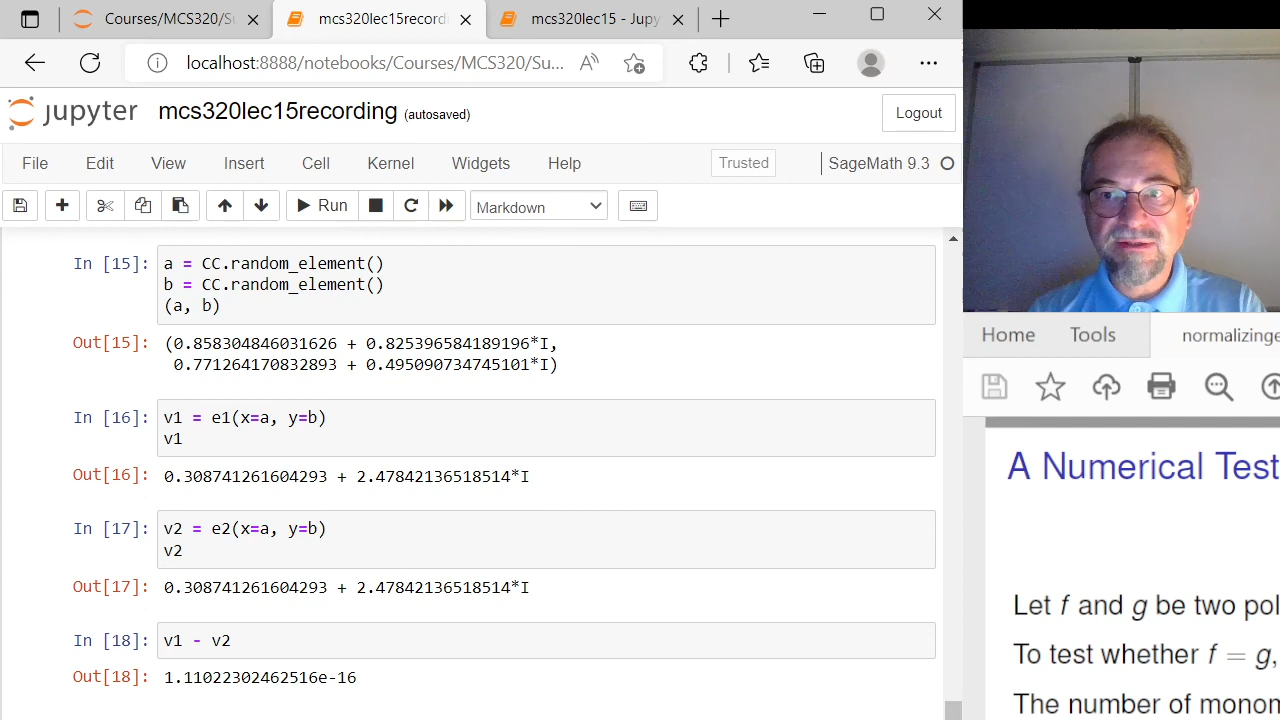 Courses/MCS320/Su
mcs320lec15recordi
mcs320lec15 - Jupy
localhost:8888/notebooks/Courses/MCS320/Su...
jupyter mcs320lec15recording (autosaved)
Logout
File Edit View Insert Cell Kernel Widgets Help
Trusted
SageMath 9.3
Run
Markdown
In [15]: a = CC.random_element()
b = CC.random_element()
(a, b)
Out[15]: (0.858304846031626 + 0.825396584189196*I,
0.771264170832893 + 0.495090734745101*I)
In [16]: v1 = e1(x=a, y=b)
v1
Out[16]: 0.308741261604293 + 2.47842136518514*I
In [17]: v2 = e2(x=a, y=b)
v2
Out[17]: 0.308741261604293 + 2.47842136518514*I
In [18]: v1 - v2
Out[18]: 1.11022302462516e-16
Home Tools normalizinge
A Numerical Test
Let f and g be two pol
To test whether f = g,
The number of monom